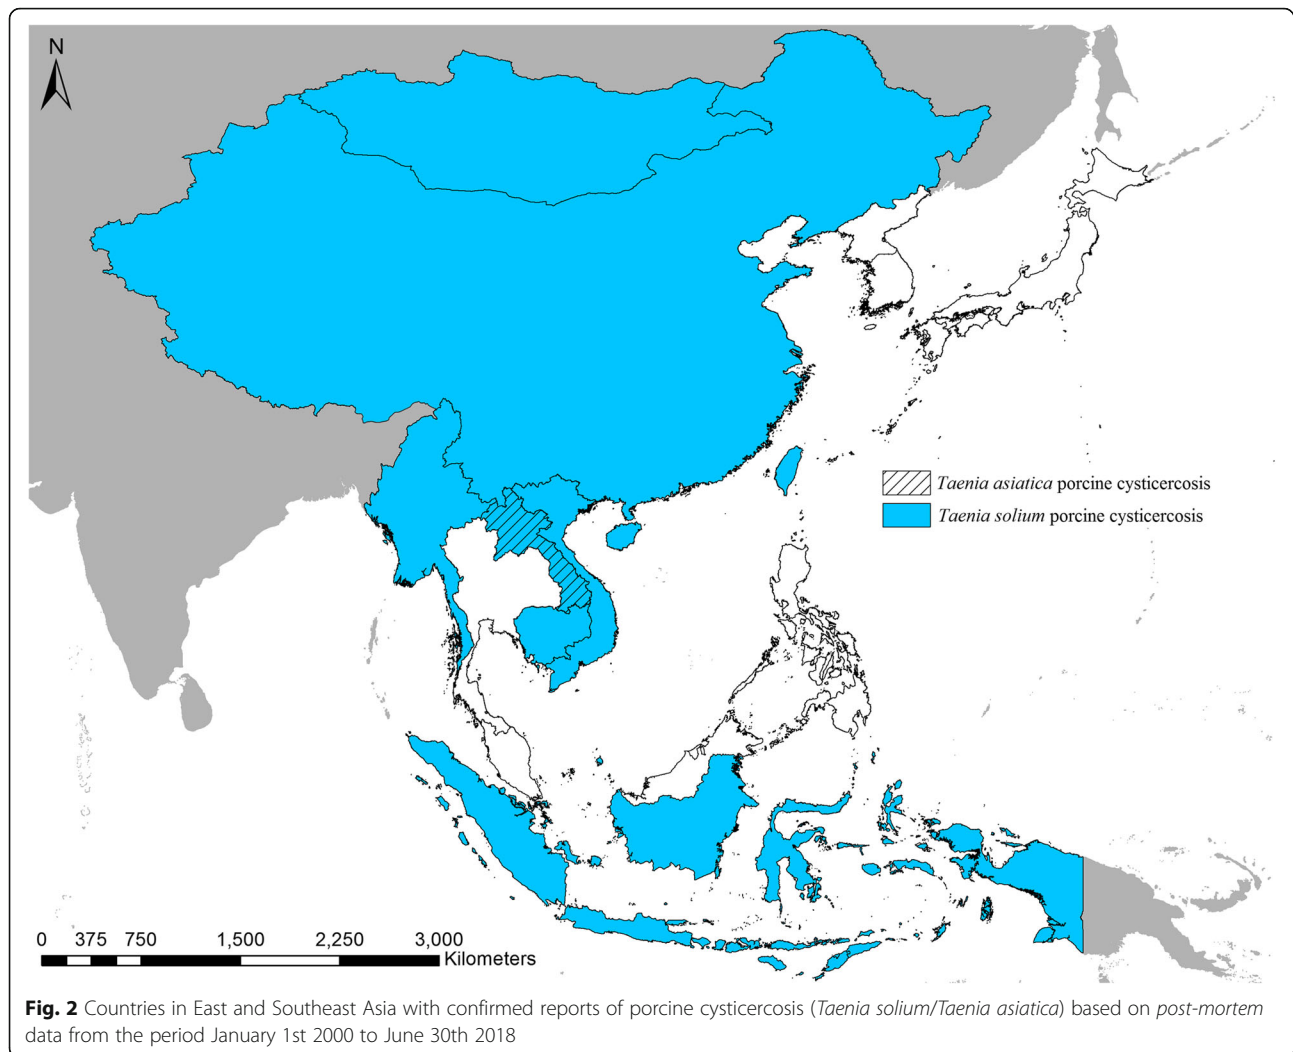 N
Taenia asiatica porcine cysticercosis
Taenia solium porcine cysticercosis
0 375 750 1,500 2,250 3,000
Kilometers
Fig. 2 Countries in East and Southeast Asia with confirmed reports of porcine cysticercosis (Taenia solium/Taenia asiatica) based on post-mortem
data from the period January 1st 2000 to June 30th 2018